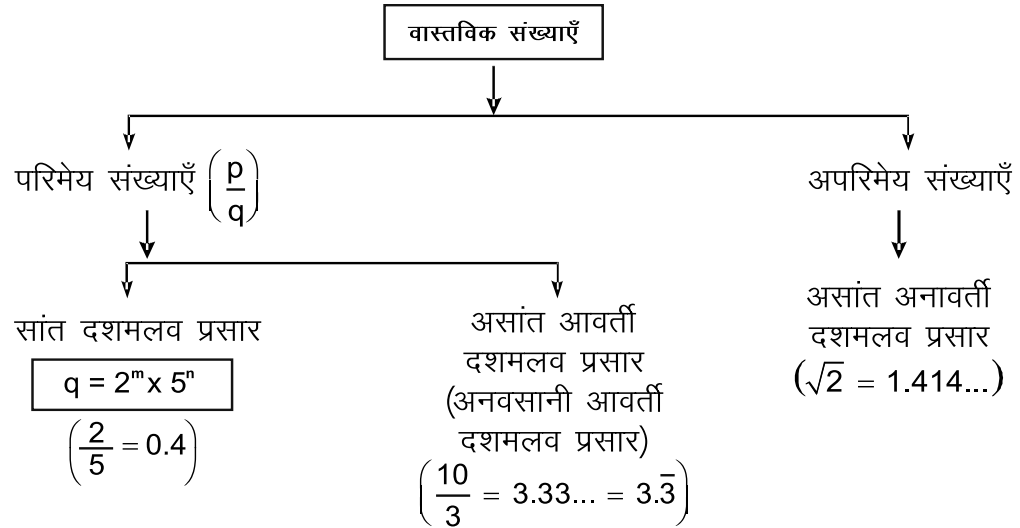 वास्तविक संख्याएँ
परिमेय संख्याएँ (p/q)
अपरिमेय संख्याएँ
सांत दशमलव प्रसार
q = 2^m x 5^n
(2/5 = 0.4)
असांत आवर्ती
दशमलव प्रसार
(अनवसानी आवर्ती
दशमलव प्रसार)
(10/3 = 3.33... = 3.3̅)
असांत अनावर्ती
दशमलव प्रसार
(√2 = 1.414...)